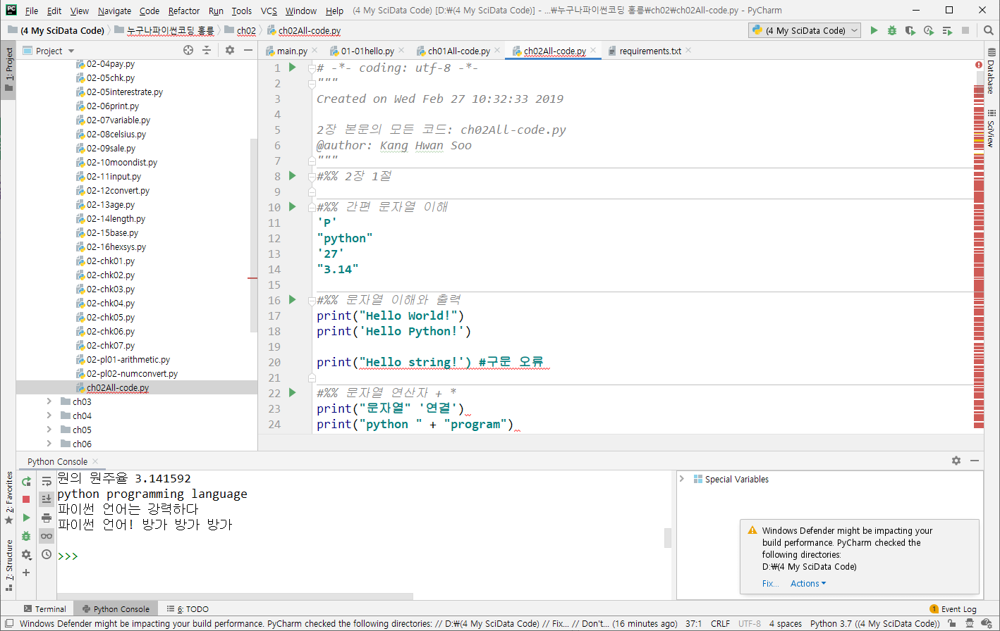 PC File Edit View Navigate Code Refactor Run Tools VCS Window Help (4 My SciData Code) [D:₩(4 My SciData Code)] - ...₩누구나파이썬코딩 홍릉₩ch02₩ch02All-code.py - PyCharm
(4 My SciData Code) 누구나파이썬코딩 홍릉 ch02 ch02All-code.py (4 My SciData Code)
1: Project
Project
main.py 01-01hello.py ch01All-code.py ch02All-code.py requirements.txt
02-04pay.py
02-05chk.py
02-05interestrate.py
02-06print.py
02-07variable.py
02-08celsius.py
02-09sale.py
02-10moondist.py
02-11input.py
02-12convert.py
02-13age.py
02-14length.py
02-15base.py
02-16hexsys.py
02-chk01.py
02-chk02.py
02-chk03.py
02-chk04.py
02-chk05.py
02-chk06.py
02-chk07.py
02-pl01-arithmetic.py
02-pl02-numconvert.py
ch02All-code.py
ch03
ch04
ch05
ch06
1 # -*- coding: utf-8 -*-
2 """
3 Created on Wed Feb 27 10:32:33 2019
4
5 2장 본문의 모든 코드: ch02All-code.py
6 @author: Kang Hwan Soo
7 """
8 #%% 2장 1절
9
10 #%% 간편 문자열 이해
11 'P'
12 "python"
13 '27'
14 "3.14"
15
16 #%% 문자열 이해와 출력
17 print("Hello World!")
18 print('Hello Python!')
19
20 print("Hello string!') #구문 오류
21
22 #%% 문자열 연산자 + *
23 print("문자열" '연결')
24 print("python " + "program")
Database
SciView
2: Favorites
7: Structure
Python Console
원의 원주율 3.141592
python programming language
파이썬 언어는 강력하다
파이썬 언어! 방가 방가 방가
>>>
Special Variables
Windows Defender might be impacting your
build performance. PyCharm checked the
following directories:
D:₩(4 My SciData Code)
Fix... Actions
Terminal Python Console 6: TODO 1 Event Log
Windows Defender might be impacting your build performance. PyCharm checked the following directories: // D:₩(4 My SciData Code) // Fix... // Don't... (16 minutes ago) 37:1 CRLF UTF-8 4 spaces Python 3.7 ((4 My SciData Code))